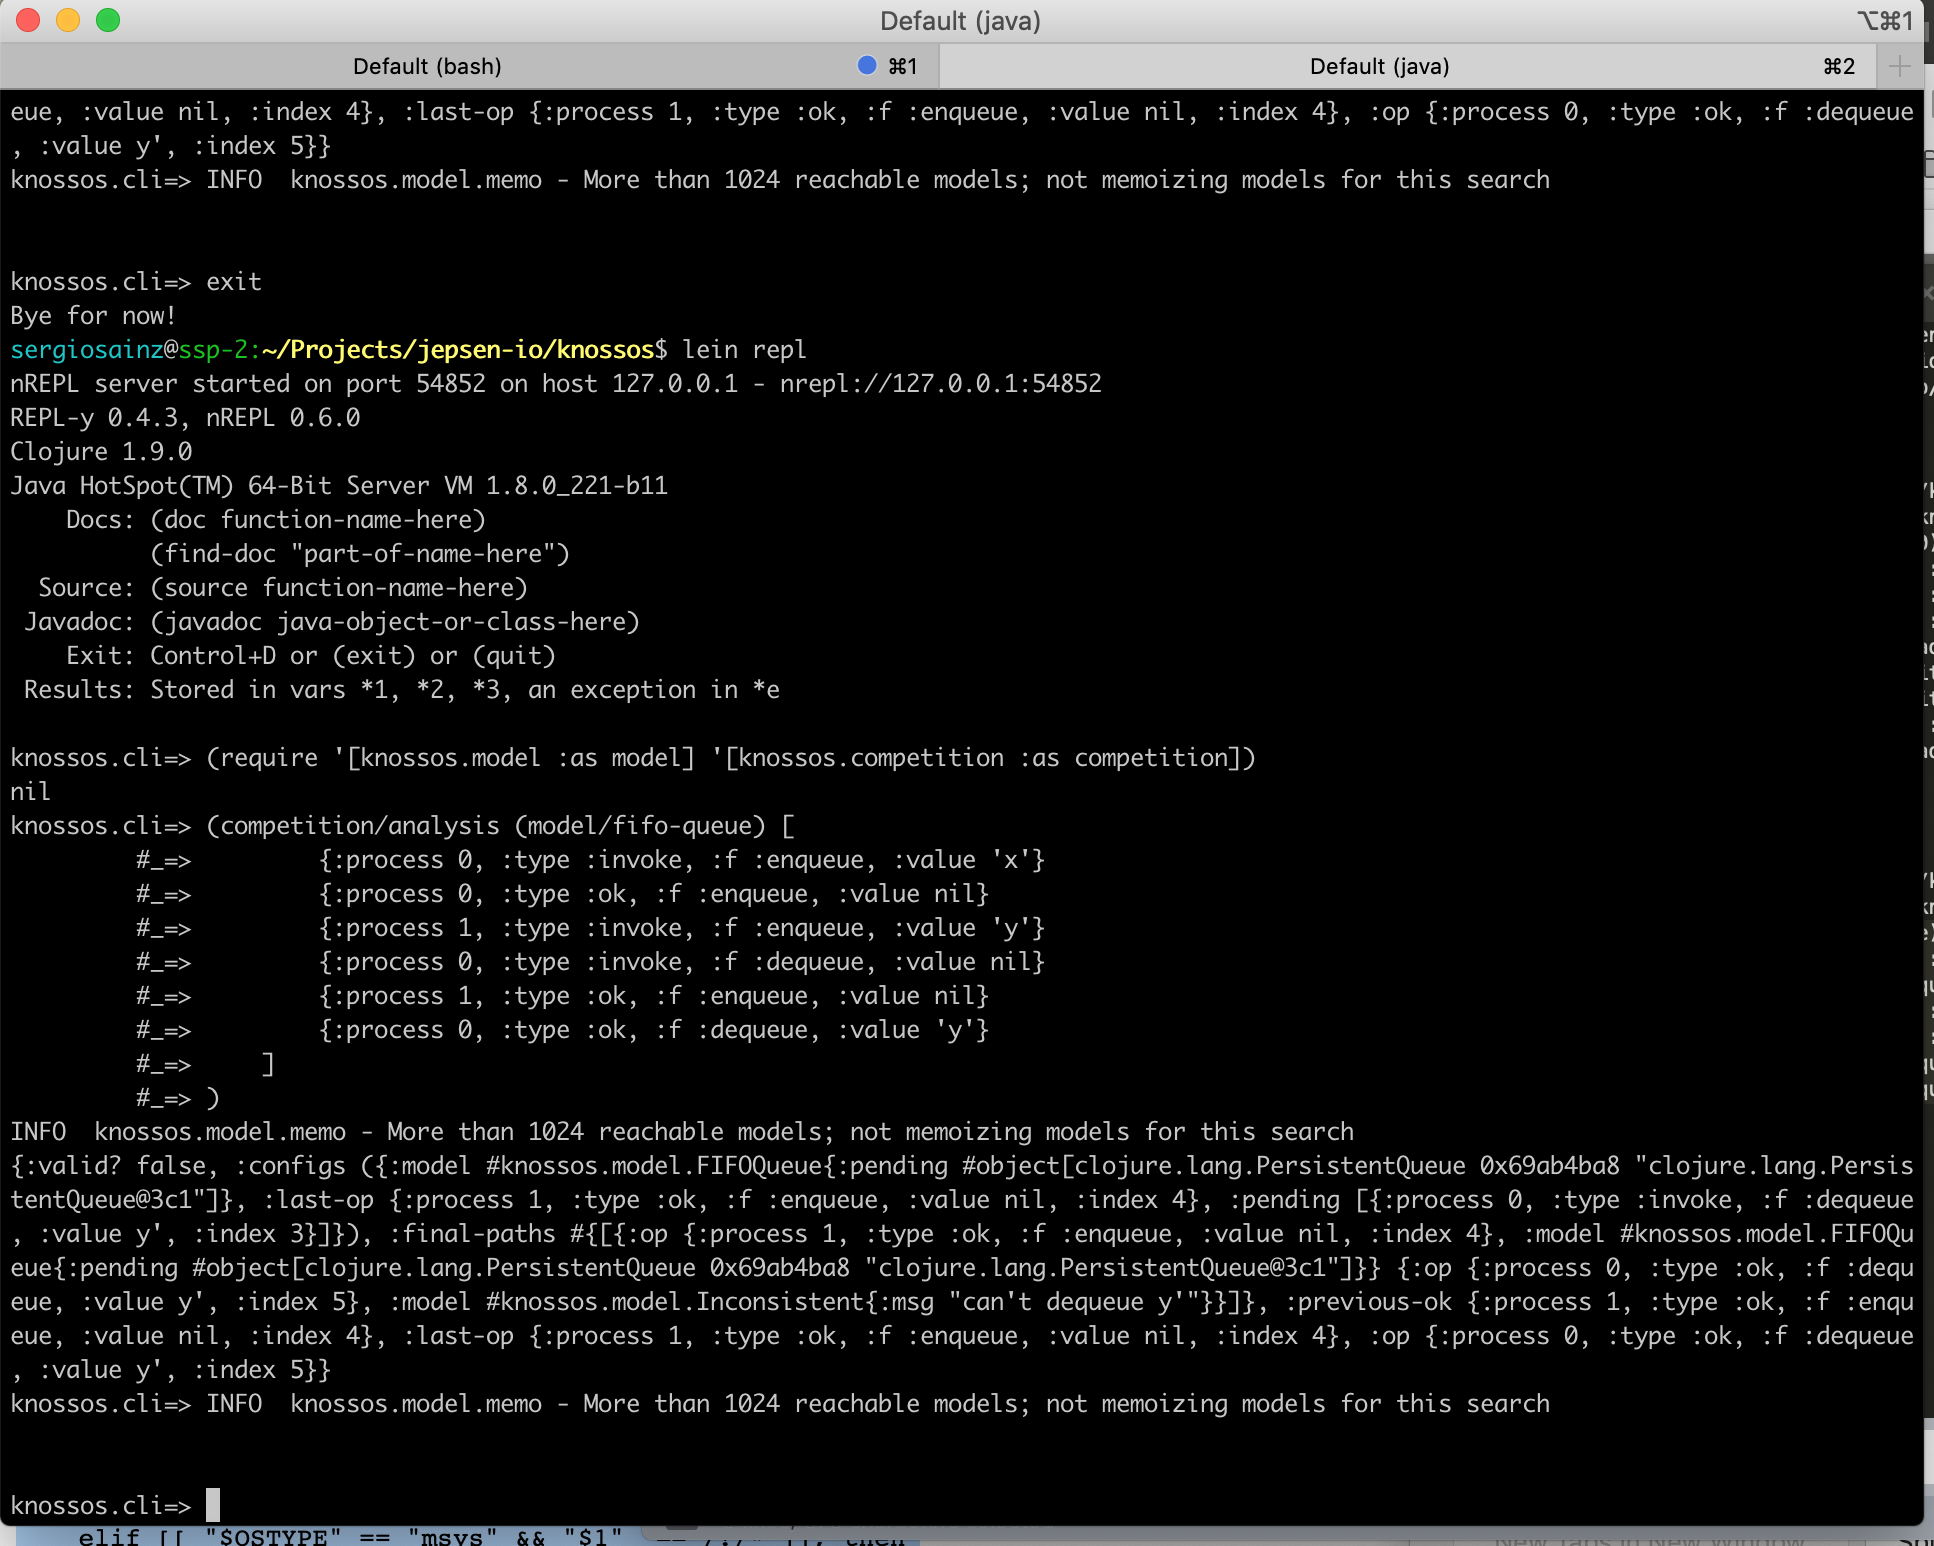 Default (java)
⌥⌘1
Default (bash)
⌘1
Default (java)
⌘2
eue, :value nil, :index 4}, :last-op {:process 1, :type :ok, :f :enqueue, :value nil, :index 4}, :op {:process 0, :type :ok, :f :dequeue
, :value y', :index 5}}
knossos.cli=> INFO  knossos.model.memo - More than 1024 reachable models; not memoizing models for this search
knossos.cli=> exit
Bye for now!
sergiosainz@ssp-2:~/Projects/jepsen-io/knossos$ lein repl
nREPL server started on port 54852 on host 127.0.0.1 - nrepl://127.0.0.1:54852
REPL-y 0.4.3, nREPL 0.6.0
Clojure 1.9.0
Java HotSpot(TM) 64-Bit Server VM 1.8.0_221-b11
    Docs: (doc function-name-here)
          (find-doc "part-of-name-here")
  Source: (source function-name-here)
 Javadoc: (javadoc java-object-or-class-here)
    Exit: Control+D or (exit) or (quit)
 Results: Stored in vars *1, *2, *3, an exception in *e
knossos.cli=> (require '[knossos.model :as model] '[knossos.competition :as competition])
nil
knossos.cli=> (competition/analysis (model/fifo-queue) [
         #_=>         {:process 0, :type :invoke, :f :enqueue, :value 'x'}
         #_=>         {:process 0, :type :ok, :f :enqueue, :value nil}
         #_=>         {:process 1, :type :invoke, :f :enqueue, :value 'y'}
         #_=>         {:process 0, :type :invoke, :f :dequeue, :value nil}
         #_=>         {:process 1, :type :ok, :f :enqueue, :value nil}
         #_=>         {:process 0, :type :ok, :f :dequeue, :value 'y'}
         #_=>     ]
         #_=> )
INFO  knossos.model.memo - More than 1024 reachable models; not memoizing models for this search
{:valid? false, :configs ({:model #knossos.model.FIFOQueue{:pending #object[clojure.lang.PersistentQueue 0x69ab4ba8 "clojure.lang.Persis
tentQueue@3c1"]}, :last-op {:process 1, :type :ok, :f :enqueue, :value nil, :index 4}, :pending [{:process 0, :type :invoke, :f :dequeue
, :value y', :index 3}]}), :final-paths #{[{:op {:process 1, :type :ok, :f :enqueue, :value nil, :index 4}, :model #knossos.model.FIFOQu
eue{:pending #object[clojure.lang.PersistentQueue 0x69ab4ba8 "clojure.lang.PersistentQueue@3c1"]}} {:op {:process 0, :type :ok, :f :dequ
eue, :value y', :index 5}, :model #knossos.model.Inconsistent{:msg "can't dequeue y'"}}]}, :previous-ok {:process 1, :type :ok, :f :enqu
eue, :value nil, :index 4}, :last-op {:process 1, :type :ok, :f :enqueue, :value nil, :index 4}, :op {:process 0, :type :ok, :f :dequeue
, :value y', :index 5}}
knossos.cli=> INFO  knossos.model.memo - More than 1024 reachable models; not memoizing models for this search
knossos.cli=>
elif [[ "$OSTYPE" == "msys" && "$1"